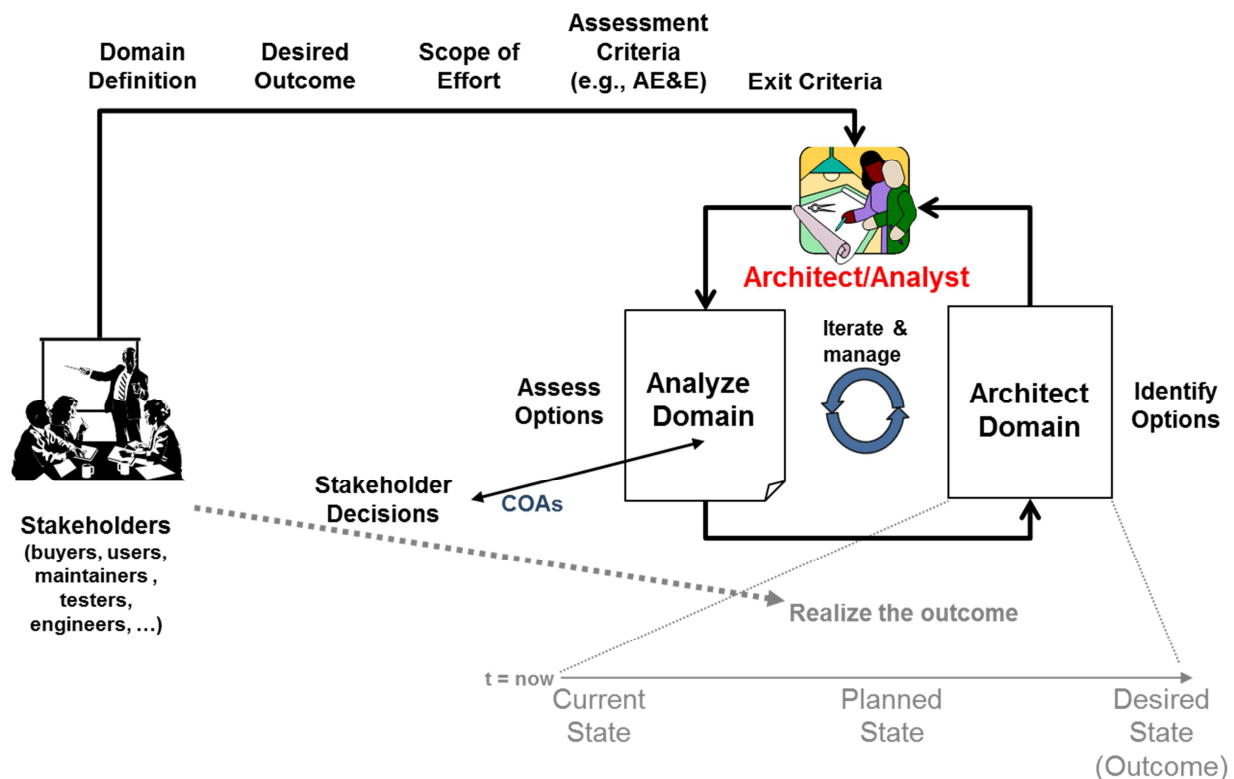 Domain
Definition
Desired
Outcome
Scope of
Effort
Assessment
Criteria
(e.g., AE&E)
Exit Criteria
Architect/Analyst
Iterate &
manage
Assess
Options
Analyze
Domain
Architect
Domain
Identify
Options
Stakeholder
Decisions
COAs
Stakeholders
(buyers, users,
maintainers ,
testers,
engineers, …)
Realize the outcome
t = now
Current
State
Planned
State
Desired
State
(Outcome)